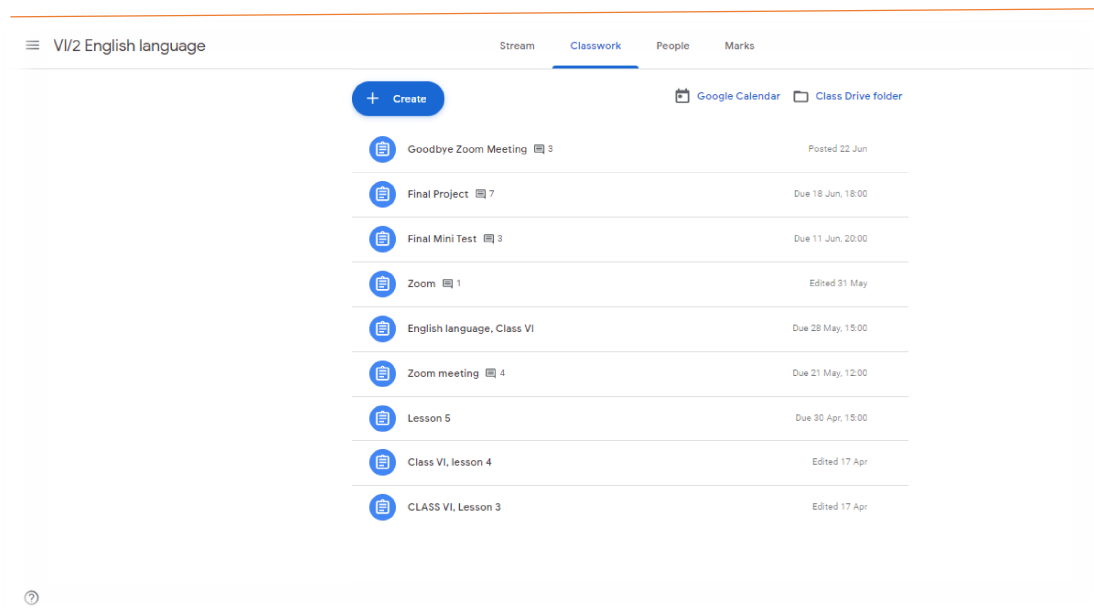 VI/2 English language
Stream Classwork People Marks
+ Create Google Calendar Class Drive folder
Goodbye Zoom Meeting 3 Posted 22 Jun
Final Project 7 Due 18 Jun, 18:00
Final Mini Test 3 Due 11 Jun, 20:00
Zoom 1 Edited 31 May
English language, Class VI Due 28 May, 15:00
Zoom meeting 4 Due 21 May, 12:00
Lesson 5 Due 30 Apr, 15:00
Class VI, lesson 4 Edited 17 Apr
CLASS VI, Lesson 3 Edited 17 Apr
?